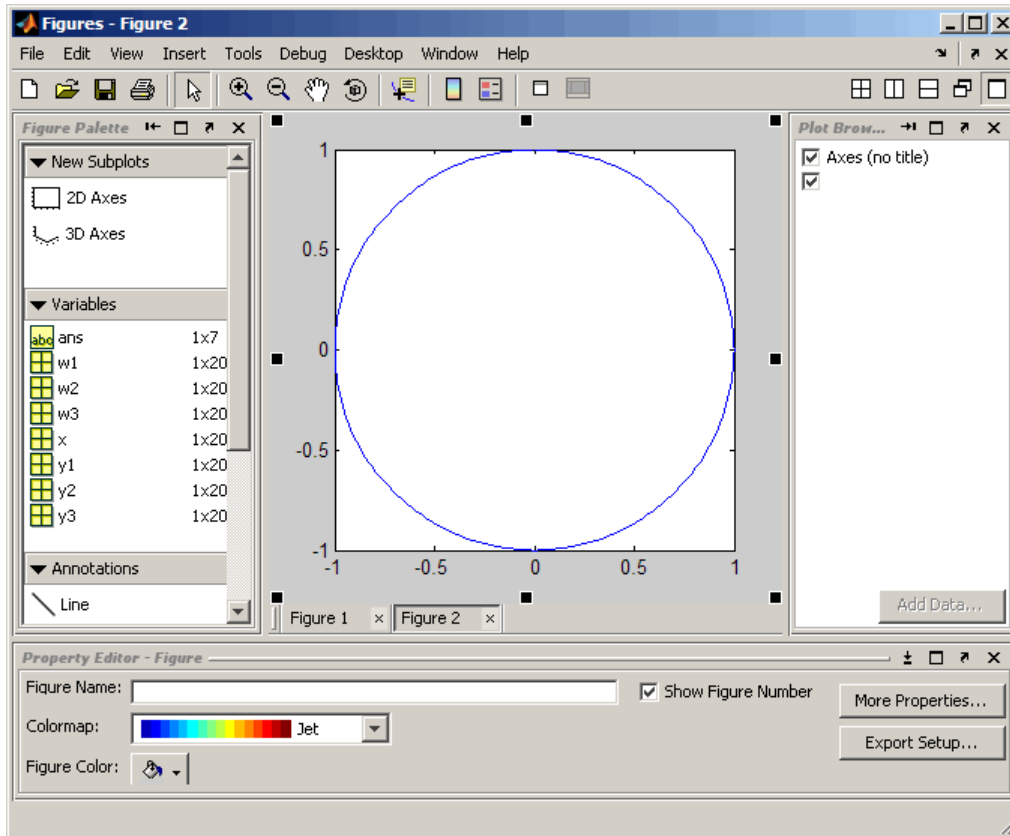 Figures - Figure 2
File Edit View Insert Tools Debug Desktop Window Help
Figure Palette
New Subplots
2D Axes
3D Axes
Variables
abc ans 1x7
w1 1x20
w2 1x20
w3 1x20
x 1x20
y1 1x20
y2 1x20
y3 1x20
Annotations
Line
1
0.5
0
-0.5
-1
-1 -0.5 0 0.5 1
Figure 1 Figure 2
Plot Brow...
Axes (no title)
Add Data...
Property Editor - Figure
Figure Name:
Show Figure Number
More Properties...
Colormap: Jet
Export Setup...
Figure Color: